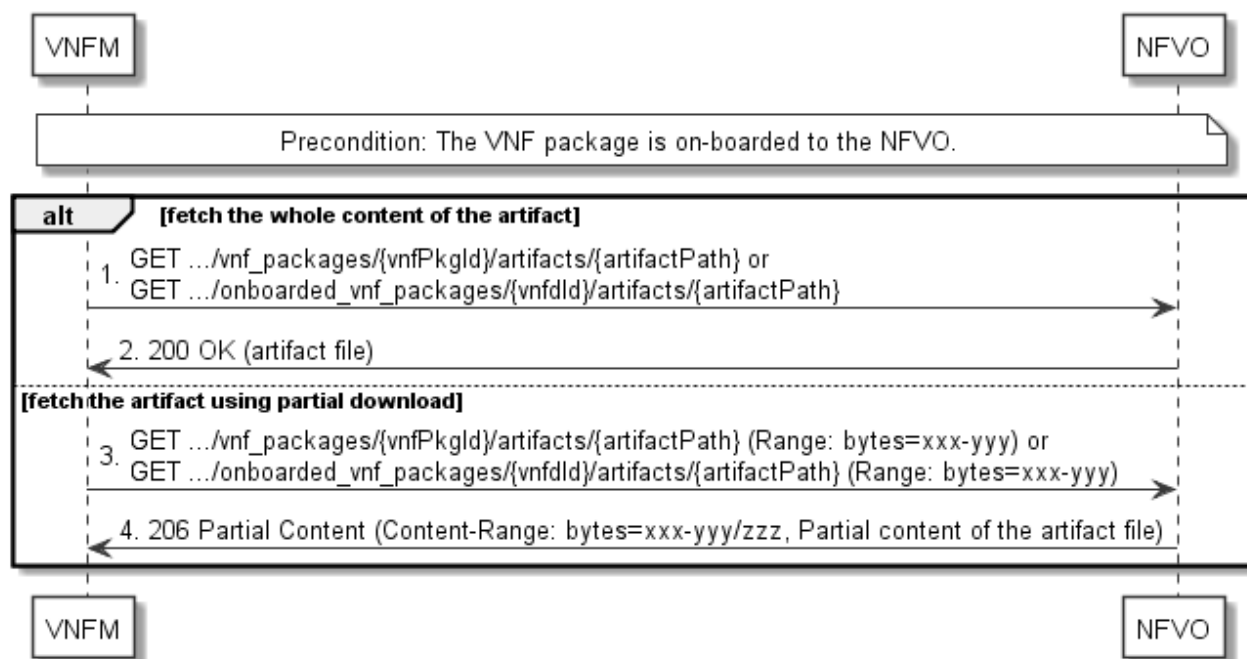 VNFM NFVO
Precondition: The VNF package is on-boarded to the NFVO.
alt [fetch the whole content of the artifact]
1. GET .../vnf_packages/{vnfPkgId}/artifacts/{artifactPath} or
GET .../onboarded_vnf_packages/{vnfdId}/artifacts/{artifactPath}
2. 200 OK (artifact file)
[fetch the artifact using partial download]
3. GET .../vnf_packages/{vnfPkgId}/artifacts/{artifactPath} (Range: bytes=xxx-yyy) or
GET .../onboarded_vnf_packages/{vnfdId}/artifacts/{artifactPath} (Range: bytes=xxx-yyy)
4. 206 Partial Content (Content-Range: bytes=xxx-yyy/zzz, Partial content of the artifact file)
VNFM NFVO